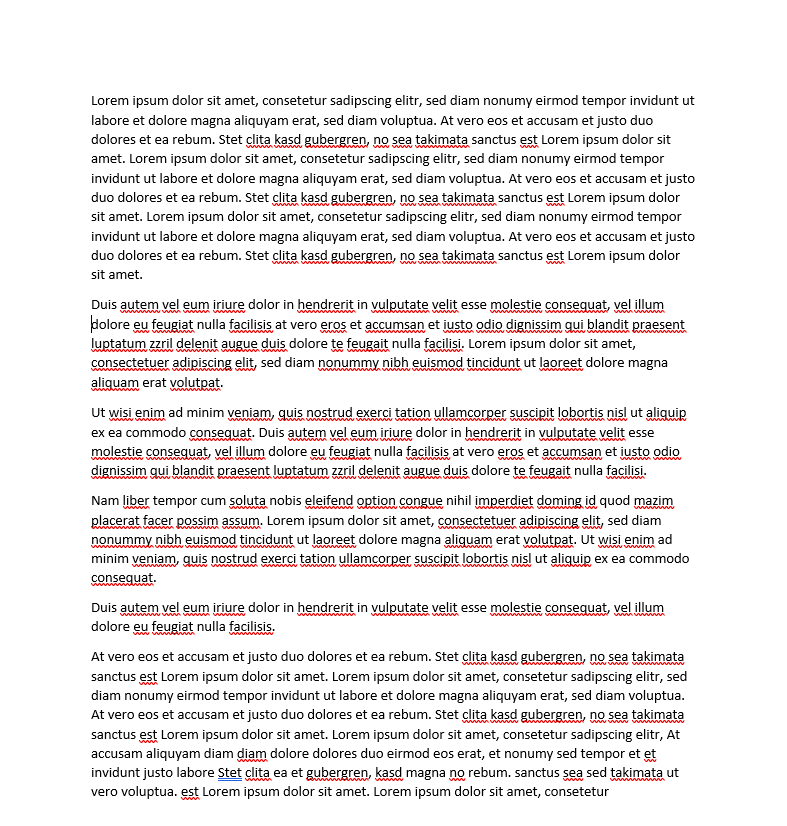 Lorem ipsum dolor sit amet, consetetur sadipscing elitr, sed diam nonumy eirmod tempor invidunt ut
labore et dolore magna aliquyam erat, sed diam voluptua. At vero eos et accusam et justo duo
dolores et ea rebum. Stet clita kasd gubergren, no sea takimata sanctus est Lorem ipsum dolor sit
amet. Lorem ipsum dolor sit amet, consetetur sadipscing elitr, sed diam nonumy eirmod tempor
invidunt ut labore et dolore magna aliquyam erat, sed diam voluptua. At vero eos et accusam et justo
duo dolores et ea rebum. Stet clita kasd gubergren, no sea takimata sanctus est Lorem ipsum dolor
sit amet. Lorem ipsum dolor sit amet, consetetur sadipscing elitr, sed diam nonumy eirmod tempor
invidunt ut labore et dolore magna aliquyam erat, sed diam voluptua. At vero eos et accusam et justo
duo dolores et ea rebum. Stet clita kasd gubergren, no sea takimata sanctus est Lorem ipsum dolor
sit amet.
Duis autem vel eum iriure dolor in hendrerit in vulputate velit esse molestie consequat, vel illum
dolore eu feugiat nulla facilisis at vero eros et accumsan et iusto odio dignissim qui blandit praesent
luptatum zzril delenit augue duis dolore te feugait nulla facilisi. Lorem ipsum dolor sit amet,
consectetuer adipiscing elit, sed diam nonummy nibh euismod tincidunt ut laoreet dolore magna
aliquam erat volutpat.
Ut wisi enim ad minim veniam, quis nostrud exerci tation ullamcorper suscipit lobortis nisl ut aliquip
ex ea commodo consequat. Duis autem vel eum iriure dolor in hendrerit in vulputate velit esse
molestie consequat, vel illum dolore eu feugiat nulla facilisis at vero eros et accumsan et iusto odio
dignissim qui blandit praesent luptatum zzril delenit augue duis dolore te feugait nulla facilisi.
Nam liber tempor cum soluta nobis eleifend option congue nihil imperdiet doming id quod mazim
placerat facer possim assum. Lorem ipsum dolor sit amet, consectetuer adipiscing elit, sed diam
nonummy nibh euismod tincidunt ut laoreet dolore magna aliquam erat volutpat. Ut wisi enim ad
minim veniam, quis nostrud exerci tation ullamcorper suscipit lobortis nisl ut aliquip ex ea commodo
consequat.
Duis autem vel eum iriure dolor in hendrerit in vulputate velit esse molestie consequat, vel illum
dolore eu feugiat nulla facilisis.
At vero eos et accusam et justo duo dolores et ea rebum. Stet clita kasd gubergren, no sea takimata
sanctus est Lorem ipsum dolor sit amet. Lorem ipsum dolor sit amet, consetetur sadipscing elitr, sed
diam nonumy eirmod tempor invidunt ut labore et dolore magna aliquyam erat, sed diam voluptua.
At vero eos et accusam et justo duo dolores et ea rebum. Stet clita kasd gubergren, no sea takimata
sanctus est Lorem ipsum dolor sit amet. Lorem ipsum dolor sit amet, consetetur sadipscing elitr, At
accusam aliquyam diam diam dolore dolores duo eirmod eos erat, et nonumy sed tempor et et
invidunt justo labore Stet clita ea et gubergren, kasd magna no rebum. sanctus sea sed takimata ut
vero voluptua. est Lorem ipsum dolor sit amet. Lorem ipsum dolor sit amet, consetetur